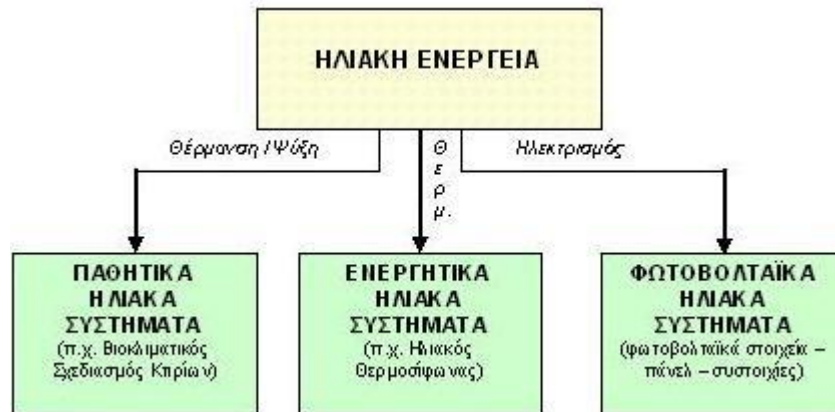 ΗΛΙΑΚΗ ΕΝΕΡΓΕΙΑ
Θέρμανση / Ψύξη
Θερμ.
Ηλεκτρισμός
ΠΑΘΗΤΙΚΑ
ΗΛΙΑΚΑ
ΣΥΣΤΗΜΑΤΑ
(π.χ. Βιοκλιματικός
Σχεδιασμός Κτιρίων)
ΕΝΕΡΓΗΤΙΚΑ
ΗΛΙΑΚΑ
ΣΥΣΤΗΜΑΤΑ
(π.χ. Ηλιακός
Θερμοσίφωνας)
ΦΩΤΟΒΟΛΤΑΪΚΑ
ΗΛΙΑΚΑ
ΣΥΣΤΗΜΑΤΑ
(φωτοβολταϊκά στοιχεία –
πάνελ – συστοιχίες)